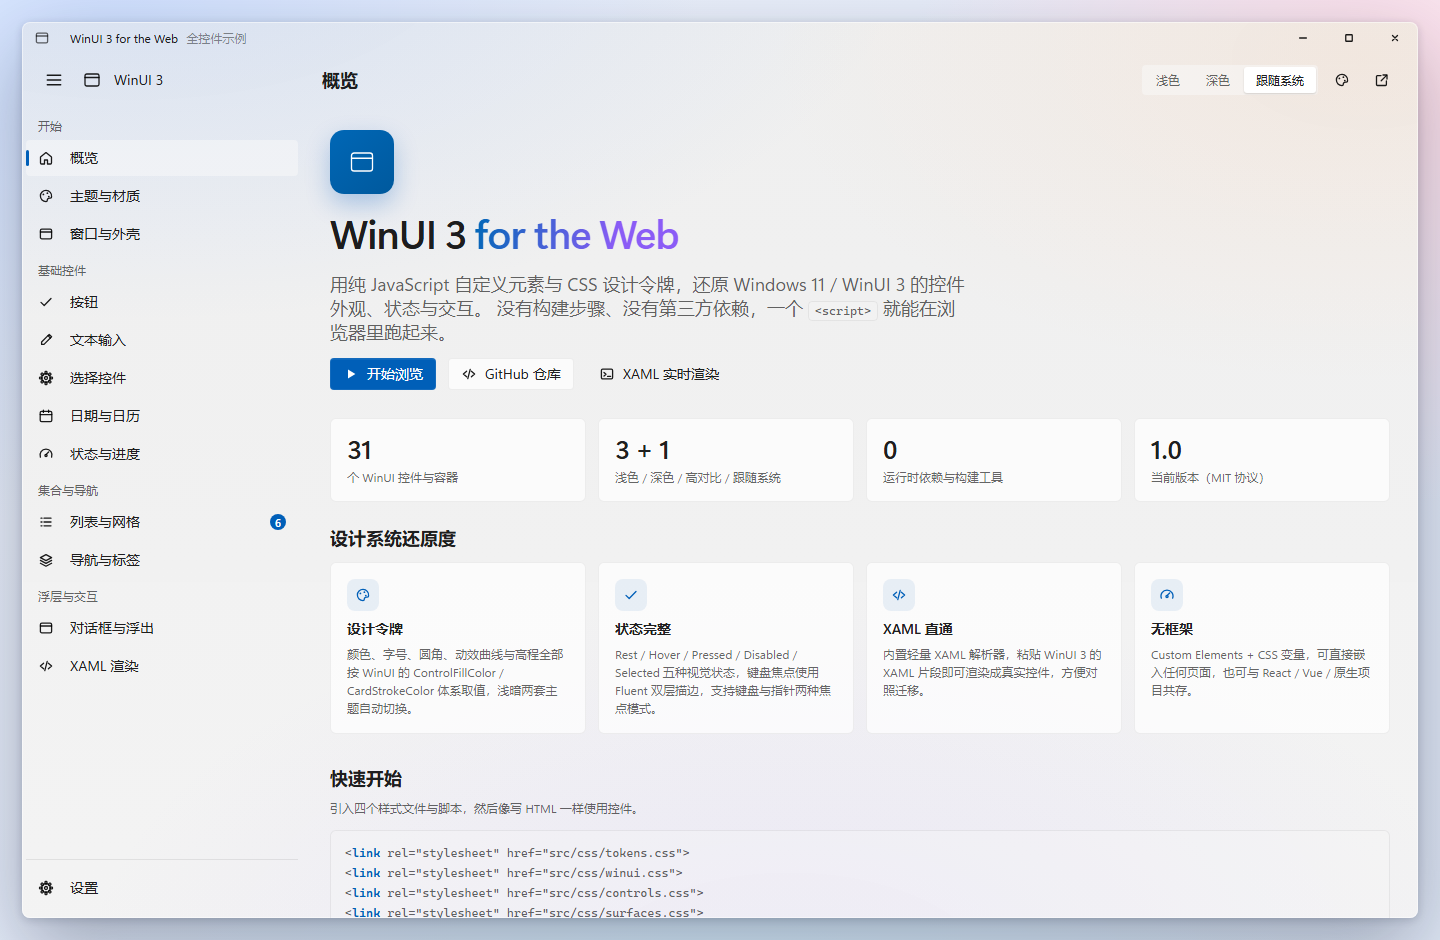 WinUI 3 for the Web 全控件示例
WinUI 3
概览
浅色 深色 跟随系统
开始
概览
主题与材质
窗口与外壳
基础控件
按钮
文本输入
选择控件
日期与日历
状态与进度
集合与导航
列表与网格 6
导航与标签
浮层与交互
对话框与浮出
XAML 渲染
设置
WinUI 3 for the Web
用纯 JavaScript 自定义元素与 CSS 设计令牌，还原 Windows 11 / WinUI 3 的控件
外观、状态与交互。 没有构建步骤、没有第三方依赖，一个 <script> 就能在浏
览器里跑起来。
开始浏览 GitHub 仓库 XAML 实时渲染
31
个 WinUI 控件与容器
3 + 1
浅色 / 深色 / 高对比 / 跟随系统
0
运行时依赖与构建工具
1.0
当前版本（MIT 协议）
设计系统还原度
设计令牌
颜色、字号、圆角、动效曲线与高程全部
按 WinUI 的 ControlFillColor /
CardStrokeColor 体系取值，浅暗两套主
题自动切换。
状态完整
Rest / Hover / Pressed / Disabled /
Selected 五种视觉状态，键盘焦点使用
Fluent 双层描边，支持键盘与指针两种焦
点模式。
XAML 直通
内置轻量 XAML 解析器，粘贴 WinUI 3 的
XAML 片段即可渲染成真实控件，方便对
照迁移。
无框架
Custom Elements + CSS 变量，可直接嵌
入任何页面，也可与 React / Vue / 原生项
目共存。
快速开始
引入四个样式文件与脚本，然后像写 HTML 一样使用控件。
<link rel="stylesheet" href="src/css/tokens.css">
<link rel="stylesheet" href="src/css/winui.css">
<link rel="stylesheet" href="src/css/controls.css">
<link rel="stylesheet" href="src/css/surfaces.css">